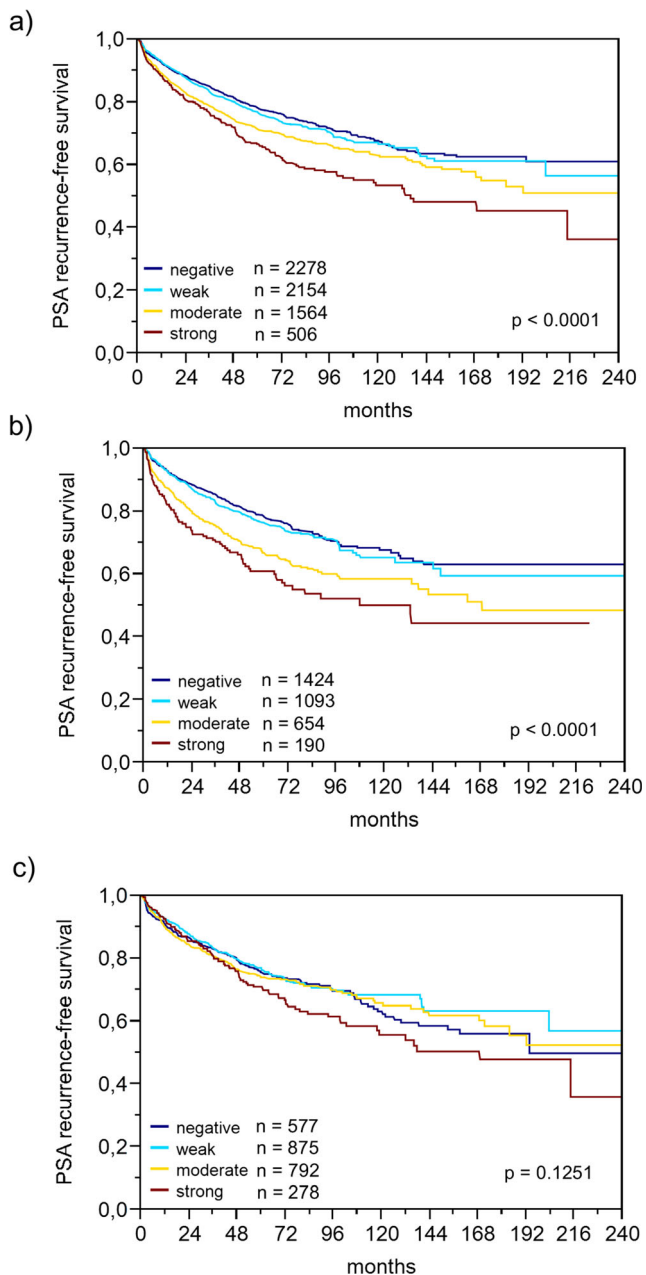 a)
PSA recurrence-free survival
1,0
0,8
0,6
0,4
0,2
0,0
negative n = 2278
weak n = 2154
moderate n = 1564
strong n = 506
p < 0.0001
0 24 48 72 96 120 144 168 192 216 240
months
b)
PSA recurrence-free survival
1,0
0,8
0,6
0,4
0,2
0,0
negative n = 1424
weak n = 1093
moderate n = 654
strong n = 190
p < 0.0001
0 24 48 72 96 120 144 168 192 216 240
months
c)
PSA recurrence-free survival
1,0
0,8
0,6
0,4
0,2
0,0
negative n = 577
weak n = 875
moderate n = 792
strong n = 278
p = 0.1251
0 24 48 72 96 120 144 168 192 216 240
months